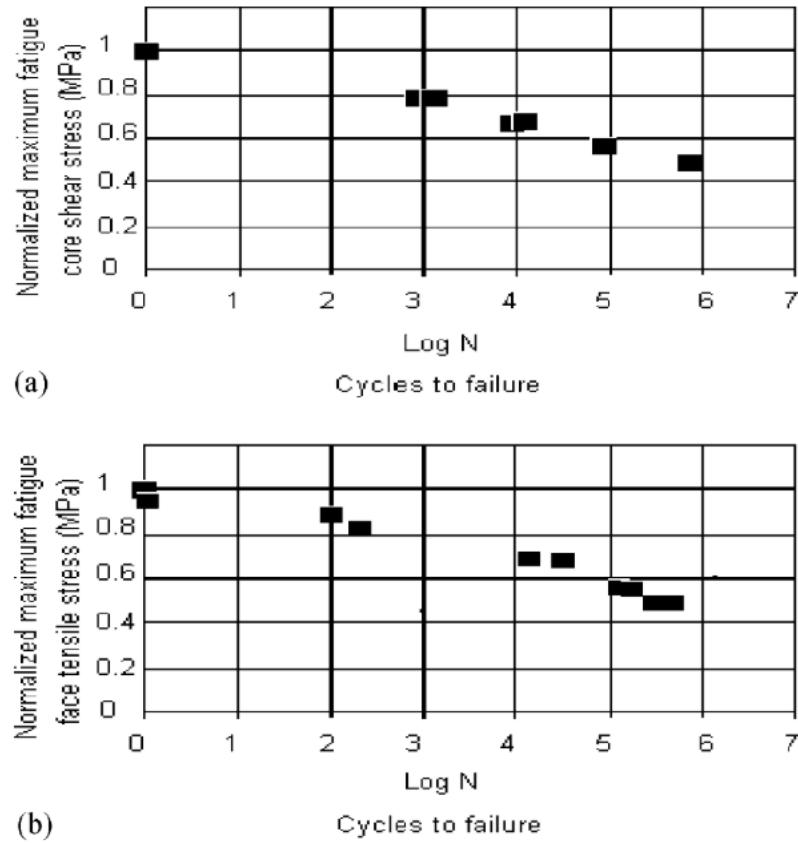 Normalized maximum fatigue
core shear stress (MPa)
1
0.8
0.6
0.4
0.2
0
0 1 2 3 4 5 6 7
Log N
(a) Cycles to failure
Normalized maximum fatigue
face tensile stress (MPa)
1
0.8
0.6
0.4
0.2
0
0 1 2 3 4 5 6 7
Log N
(b) Cycles to failure